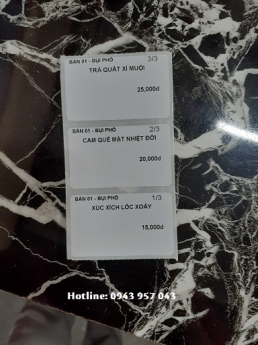 BÀN 01 - BỤI PHỐ 3/3
TRÀ QUẤT XÍ MUỘI
25,000đ
BÀN 01 - BỤI PHỐ 2/3
CAM QUẾ MẬT NHIỆT ĐỚI
20,000đ
BÀN 01 - BỤI PHỐ 1/3
XÚC XÍCH LỐC XOÁY
15,000đ
Hotline: 0943 957 043